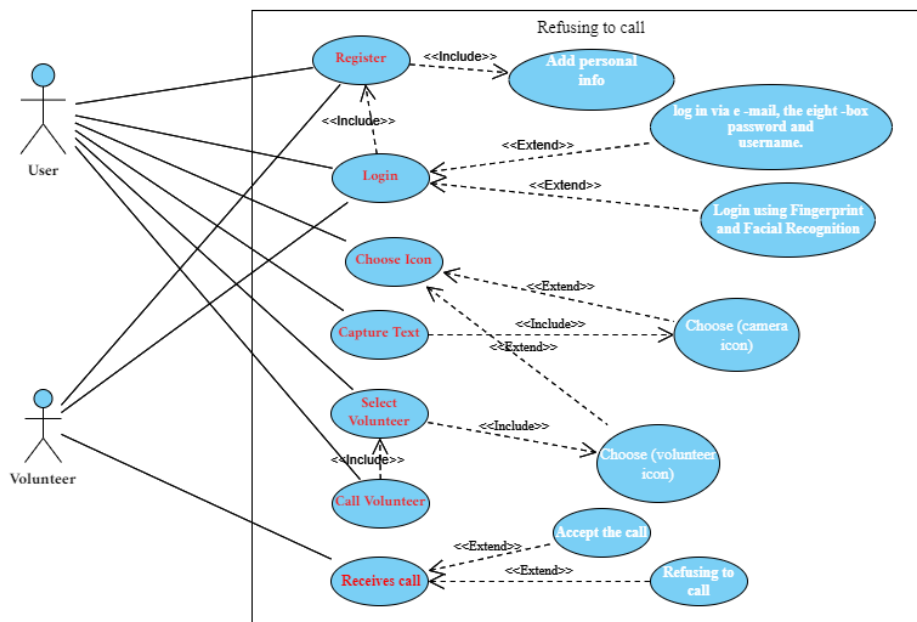 Refusing to call
Register
<<Include>>
Add personal
info
<<Include>>
log in via e -mail, the eight -box
password and
username.
<<Extend>>
User
Login
<<Extend>>
Login using Fingerprint
and Facial Recognition
Choose Icon
<<Extend>>
Capture Text
<<Include>>
Choose (camera
icon)
<<Extend>>
Select
Volunteer
<<Include>>
Volunteer
<<Include>>
Choose (volunteer
icon)
Call Volunteer
Accept the call
<<Extend>>
Receives call
<<Extend>>
Refusing to
call